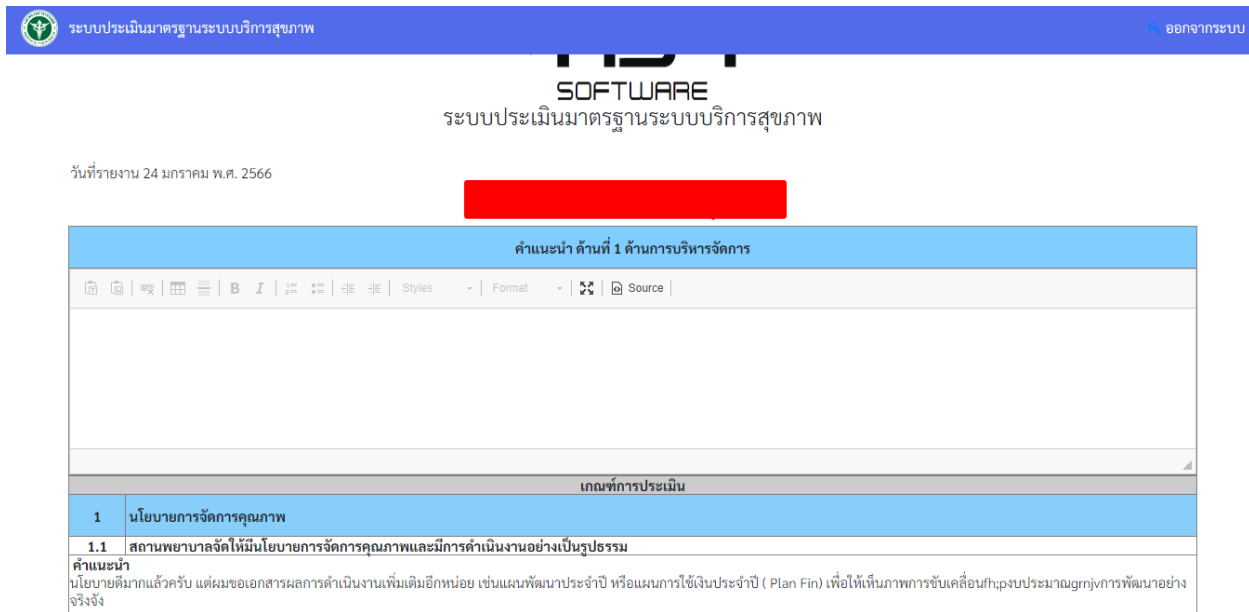 ระบบประเมินมาตรฐานระบบบริการสุขภาพ
ออกจากระบบ
SOFTWARE
ระบบประเมินมาตรฐานระบบบริการสุขภาพ
วันที่รายงาน 24 มกราคม พ.ศ. 2566
คำแนะนำ ด้านที่ 1 ด้านการบริหารจัดการ
B I Styles Format Source
เกณฑ์การประเมิน
1 นโยบายการจัดการคุณภาพ
1.1 สถานพยาบาลจัดให้มีนโยบายการจัดการคุณภาพและมีการดำเนินงานอย่างเป็นรูปธรรม
คำแนะนำ
นโยบายดีมากแล้วครับ แต่ผมขอเอกสารผลการดำเนินงานเพิ่มเติมอีกหน่อย เช่นแผนพัฒนาประจำปี หรือแผนการใช้เงินประจำปี ( Plan Fin) เพื่อให้เห็นภาพการขับเคลื่อนfh;pงบประมาณgrnjvการพัฒนาอย่าง
จริงจัง